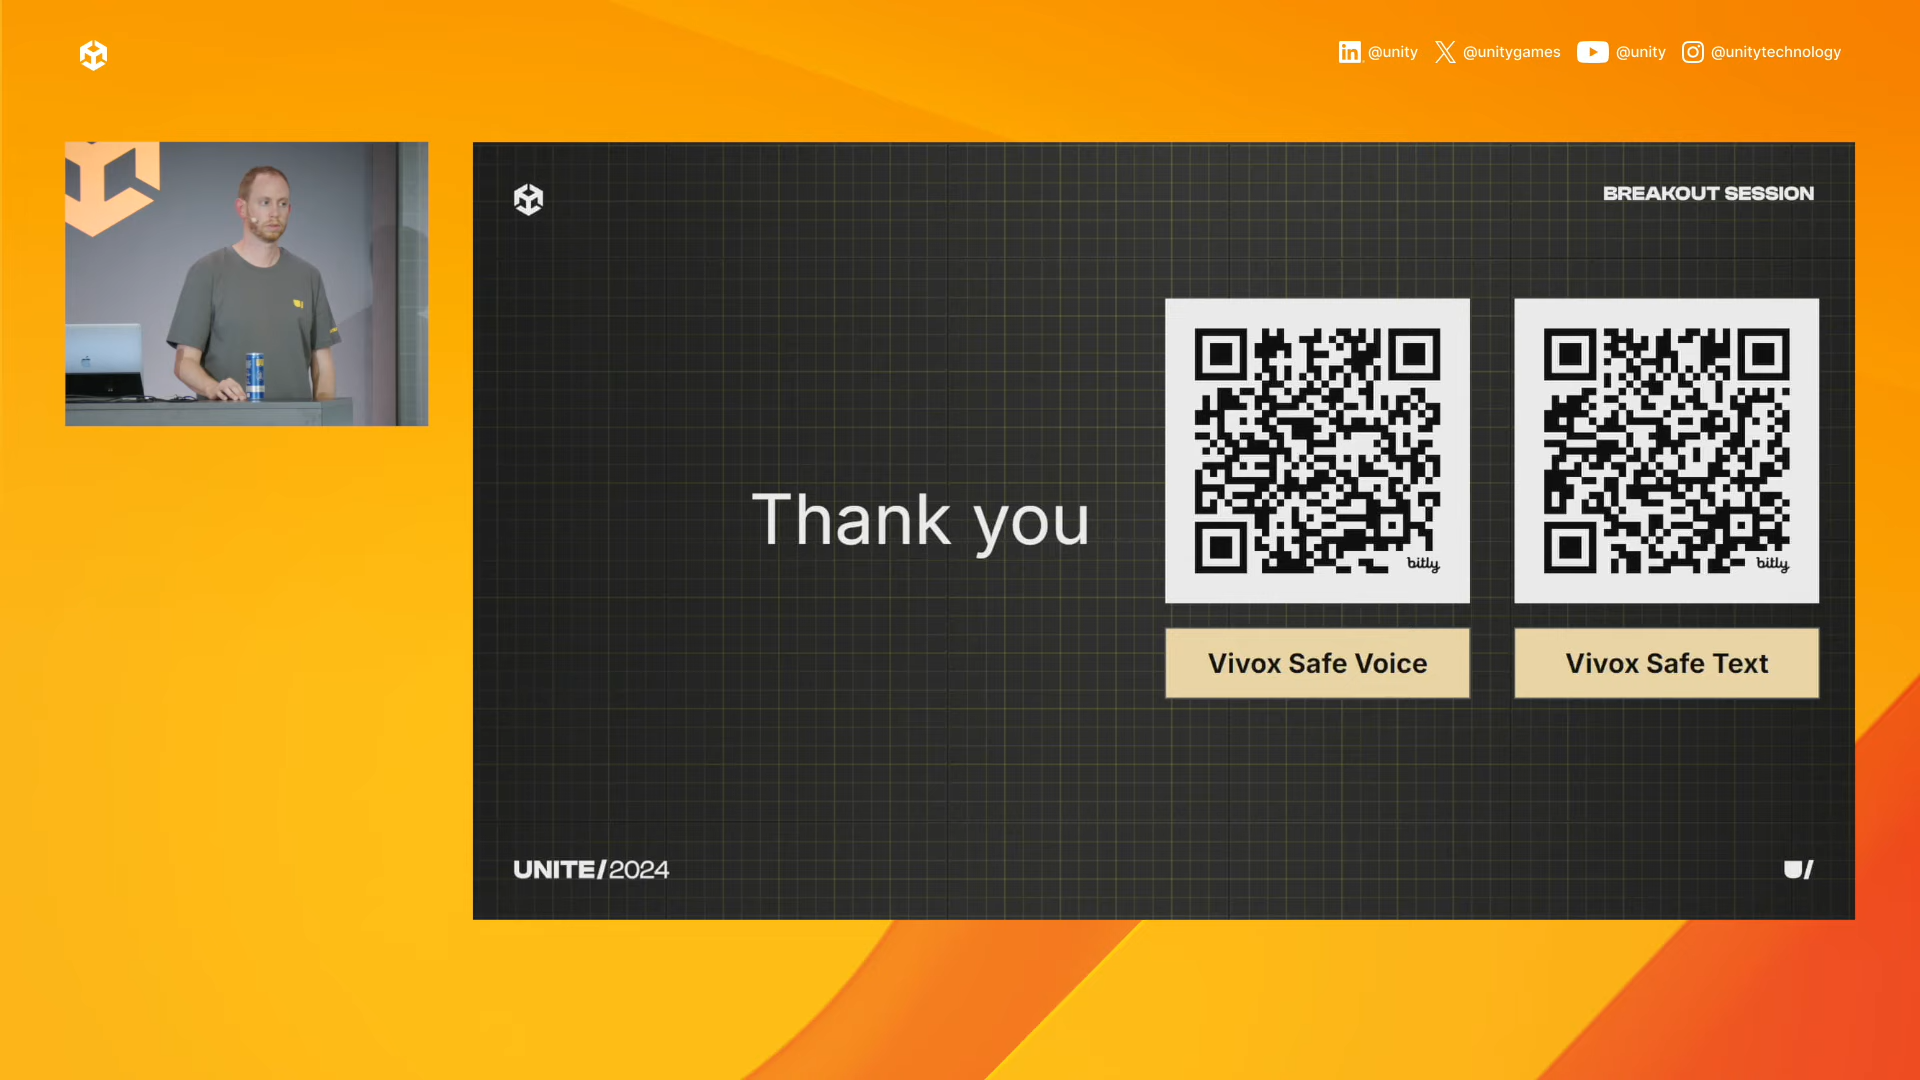 @unity @unitygames @unity @unitytechnology
BREAKOUT SESSION
Thank you
bitly
bitly
Vivox Safe Voice
Vivox Safe Text
UNITE/2024
U/